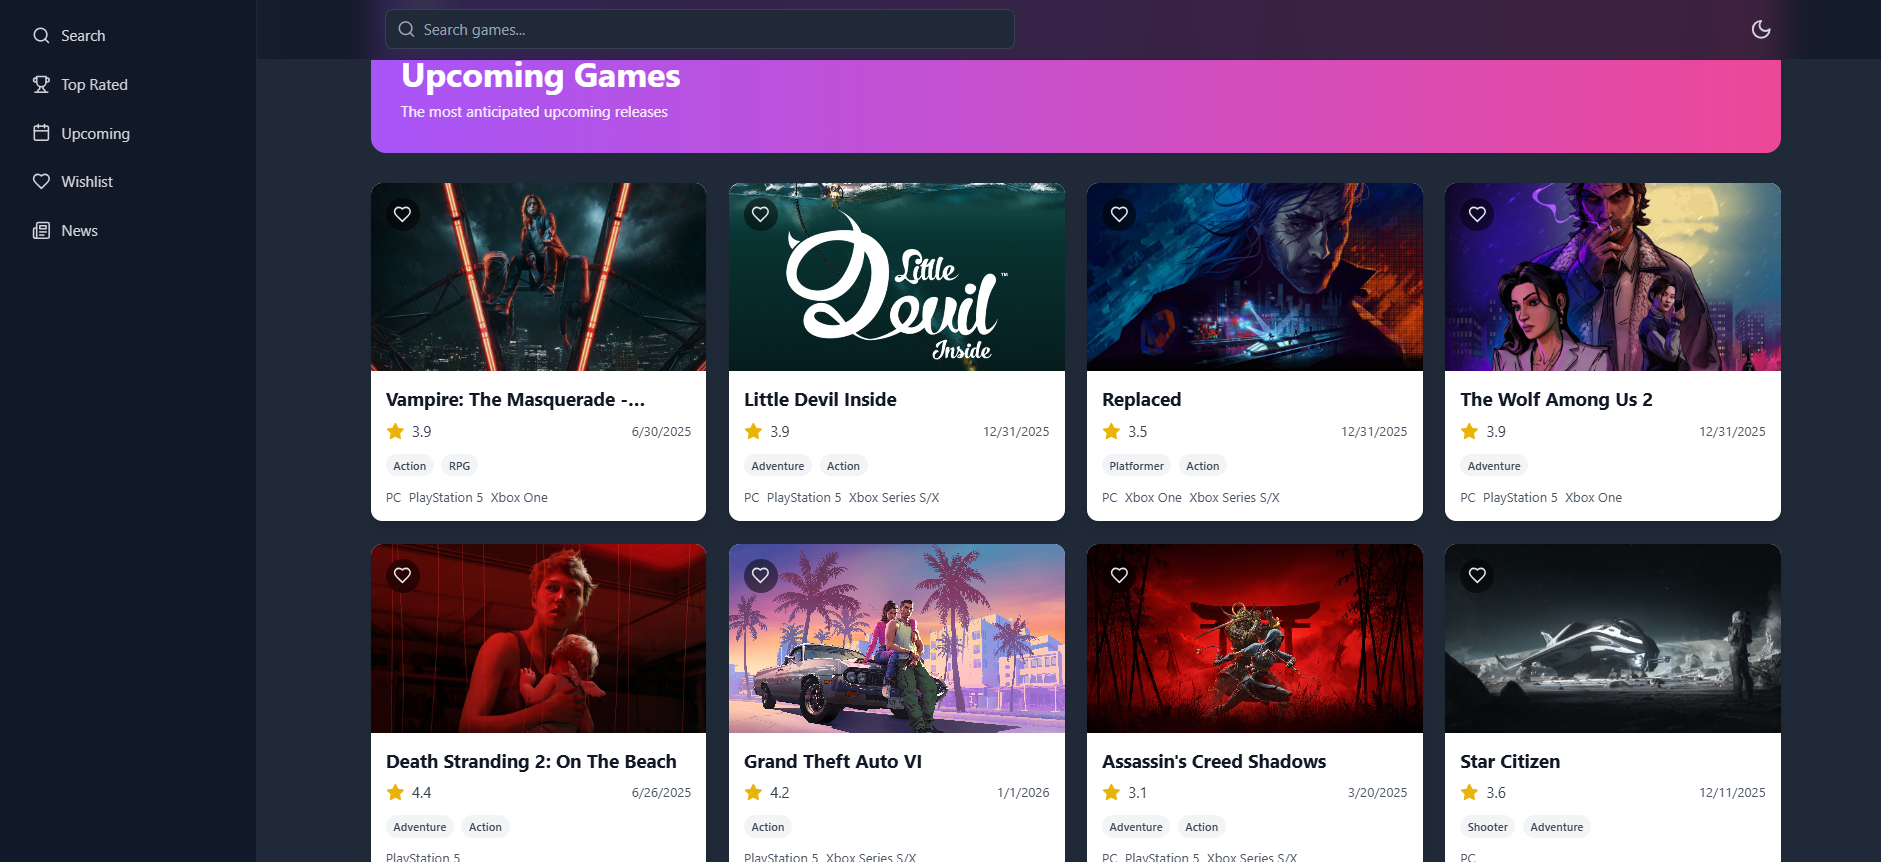 Search
Top Rated
Upcoming
Wishlist
News
Search games...
Upcoming Games
The most anticipated upcoming releases
Little
Devil
Inside
™
Vampire: The Masquerade -...
3.9
6/30/2025
Action RPG
PC PlayStation 5 Xbox One
Little Devil Inside
3.9
12/31/2025
Adventure Action
PC PlayStation 5 Xbox Series S/X
Replaced
3.5
12/31/2025
Platformer Action
PC Xbox One Xbox Series S/X
The Wolf Among Us 2
3.9
12/31/2025
Adventure
PC PlayStation 5 Xbox One
Death Stranding 2: On The Beach
4.4
6/26/2025
Adventure Action
PlayStation 5
Grand Theft Auto VI
4.2
1/1/2026
Action
PlayStation 5 Xbox Series S/X
Assassin's Creed Shadows
3.1
3/20/2025
Adventure Action
PC PlayStation 5 Xbox Series S/X
Star Citizen
3.6
12/11/2025
Shooter Adventure
PC